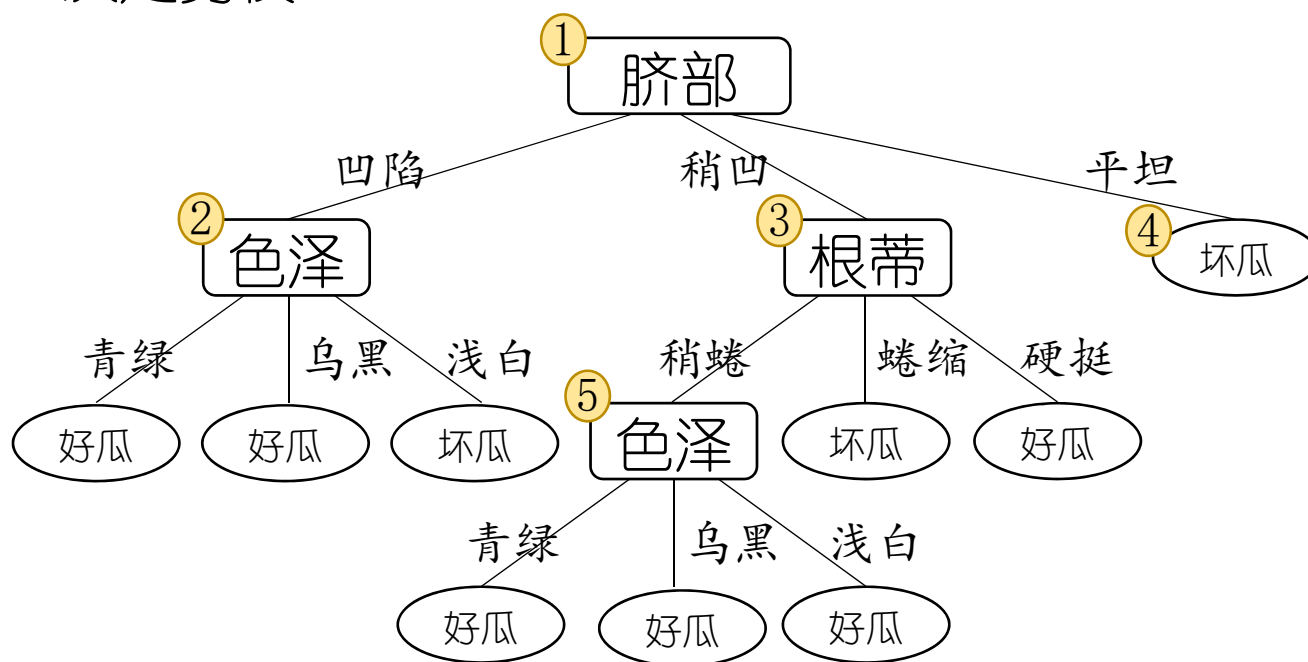 ① 脐部
凹陷 稍凹 平坦
② 色泽 ③ 根蒂 ④ 坏瓜
青绿 乌黑 浅白 稍蜷 蜷缩 硬挺
好瓜 好瓜 坏瓜 ⑤ 色泽 坏瓜 好瓜
青绿 乌黑 浅白
好瓜 好瓜 好瓜